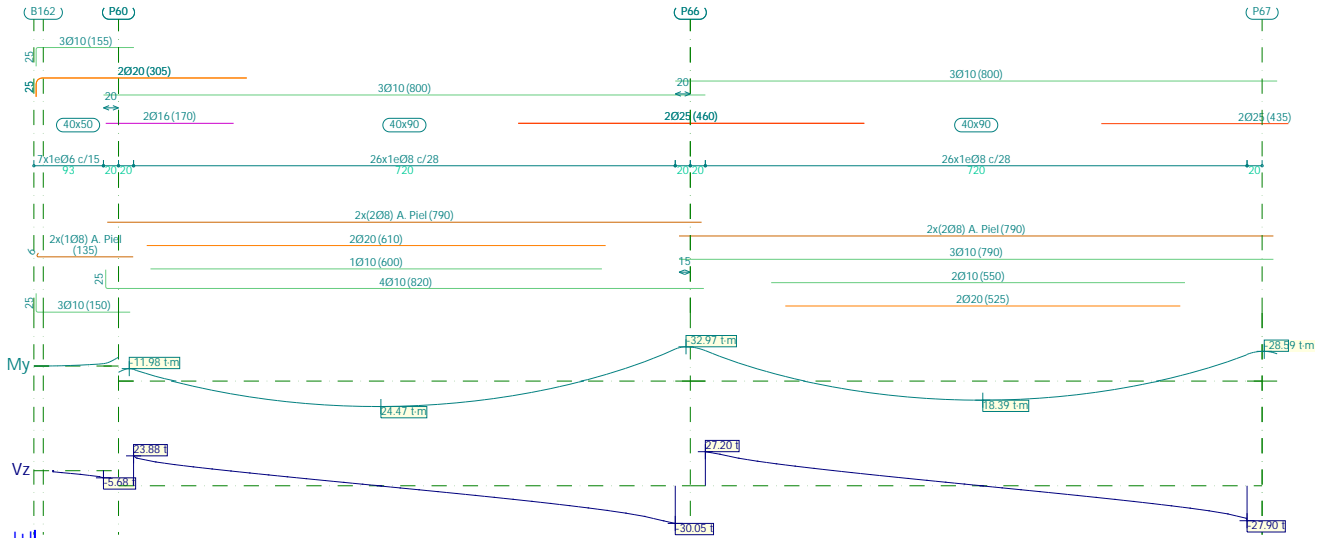 B162 P60 P66 P67
3Ø10 (155)
25
2Ø20 (305)
25
3Ø10 (800)
20
3Ø10 (800)
20
40x50
2Ø16 (170)
40x90
2Ø25 (460)
40x90
2Ø25 (435)
7x1eØ6 c/15
26x1eØ8 c/28
26x1eØ8 c/28
93
20
20
720
20
20
720
20
2x(2Ø8) A. Piel (790)
2x(2Ø8) A. Piel (790)
2x(1Ø8) A. Piel
(135)
6
2Ø20 (610)
3Ø10 (790)
15
1Ø10 (600)
25
4Ø10 (820)
2Ø10 (550)
2Ø20 (525)
25
3Ø10 (150)
My
-11.98 t·m
-32.97 t·m
-28.59 t·m
24.47 t·m
18.39 t·m
Vz
23.88 t
27.20 t
-5.68 t
-30.05 t
-27.90 t